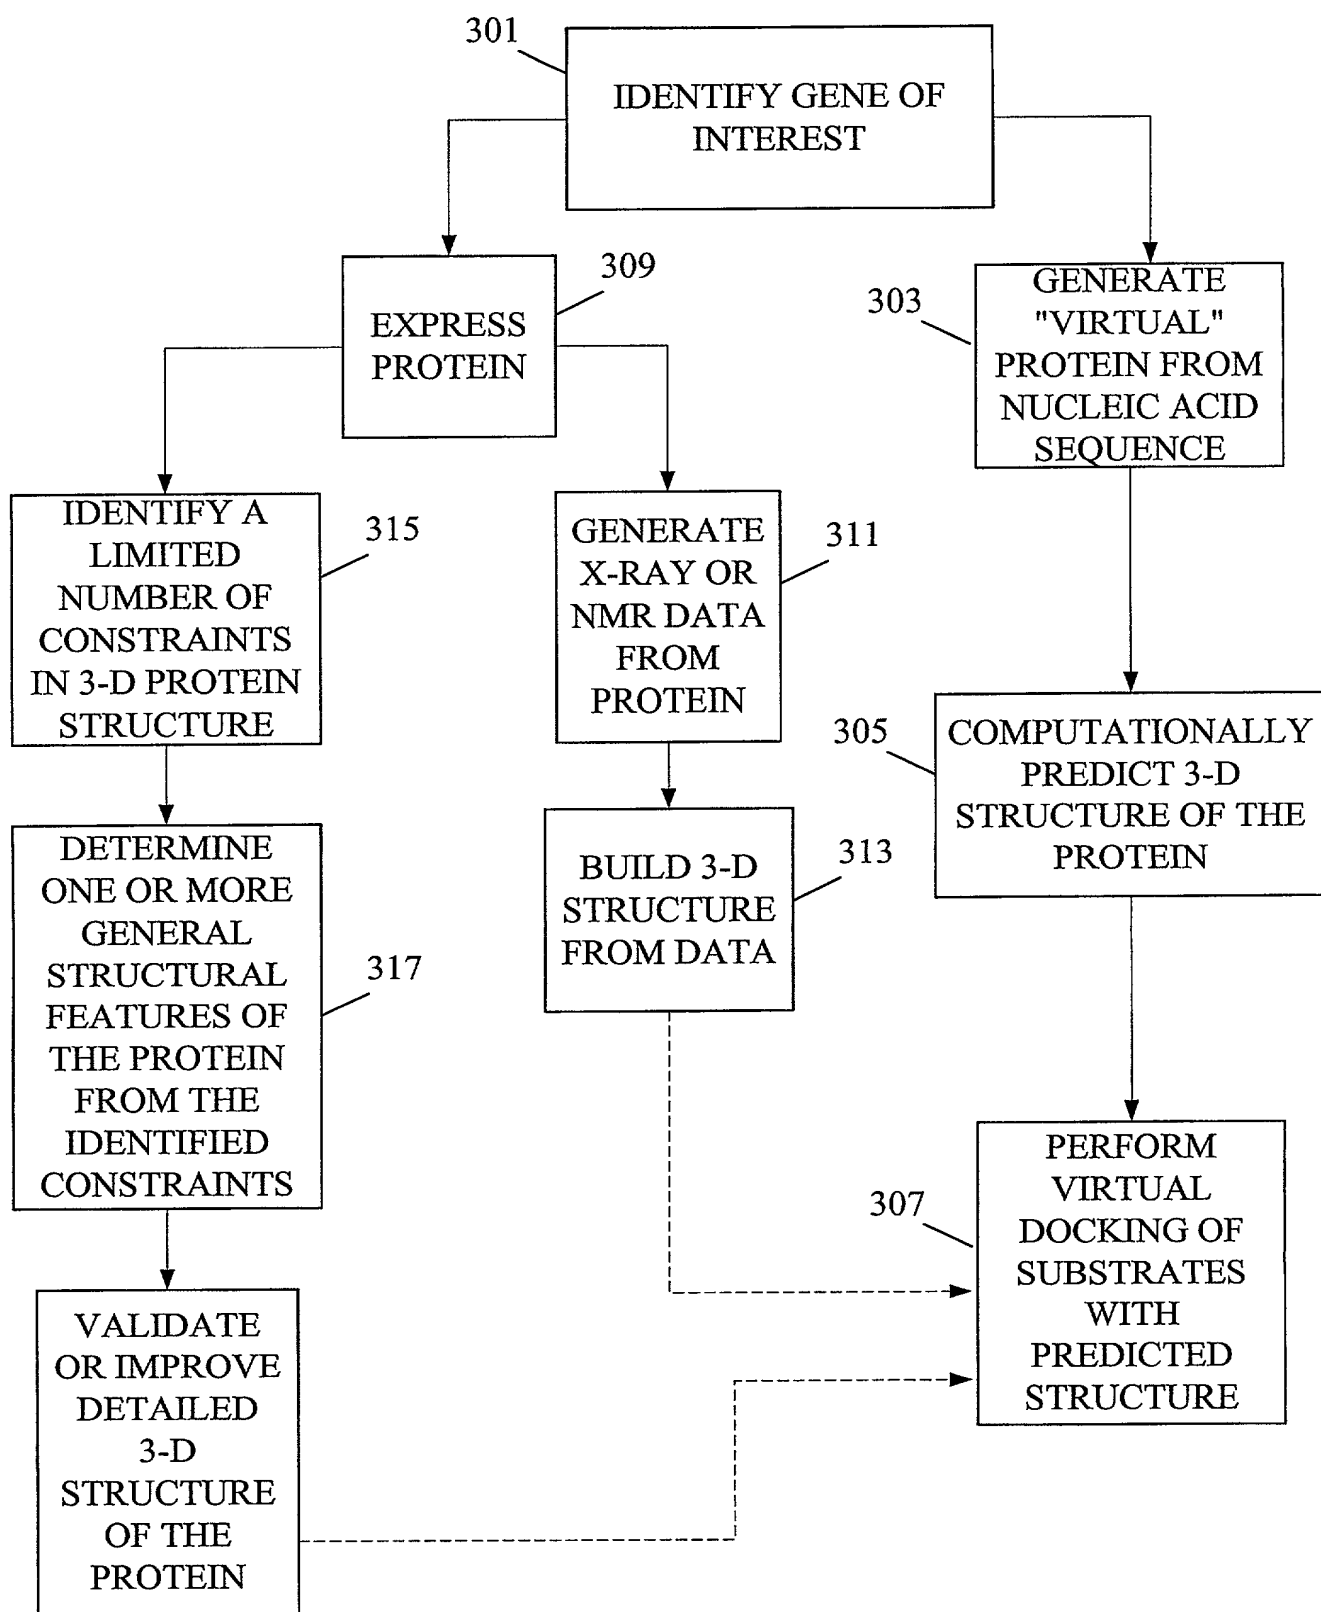 301
IDENTIFY GENE OF
INTEREST
309
EXPRESS
PROTEIN
303
GENERATE
"VIRTUAL"
PROTEIN FROM
NUCLEIC ACID
SEQUENCE
IDENTIFY A
LIMITED
NUMBER OF
CONSTRAINTS
IN 3-D PROTEIN
STRUCTURE
315
GENERATE
X-RAY OR
NMR DATA
FROM
PROTEIN
311
305
COMPUTATIONALLY
PREDICT 3-D
STRUCTURE OF THE
PROTEIN
DETERMINE
ONE OR MORE
GENERAL
STRUCTURAL
FEATURES OF
THE PROTEIN
FROM THE
IDENTIFIED
CONSTRAINTS
317
BUILD 3-D
STRUCTURE
FROM DATA
313
307
PERFORM
VIRTUAL
DOCKING OF
SUBSTRATES
WITH
PREDICTED
STRUCTURE
VALIDATE
OR IMPROVE
DETAILED
3-D
STRUCTURE
OF THE
PROTEIN